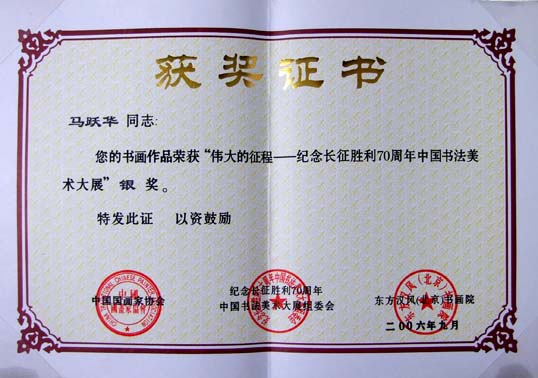 获奖证书
马跃华 同志:
您的书画作品荣获“伟大的征程——纪念长征胜利70周年中国书法美
术大展”银奖。
特发此证 以资鼓励
中国国画家协会
纪念长征胜利70周年
中国书法美术大展组委会
东方汉风(北京)书画院
二00六年九月